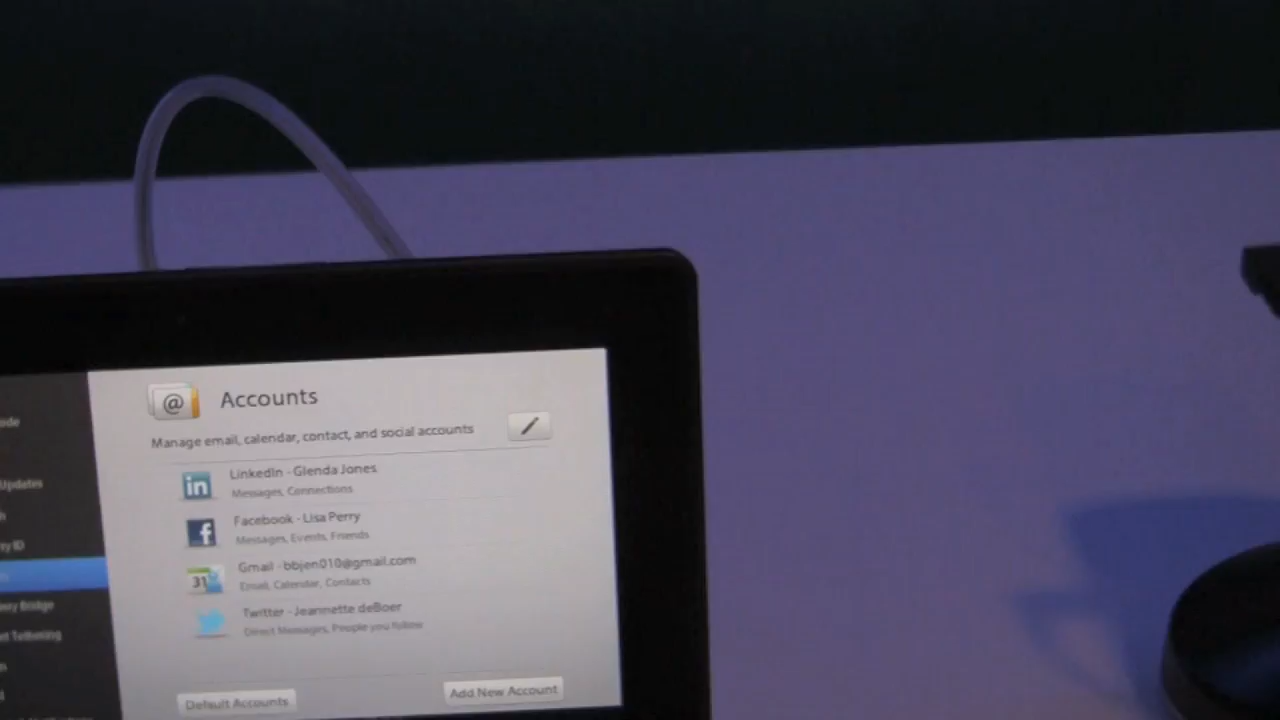 Accounts
Manage email, calendar, contact, and social accounts
LinkedIn - Glenda Jones
Messages, Connections
Facebook - Lisa Perry
Messages, Events, Friends
31
Gmail - bbjen010@gmail.com
Email, Calendar, Contacts
Twitter - Jeannette deBoer
Direct Messages, People you follow
Default Accounts
Add New Account
Updates
ID
Bridge
Tethering